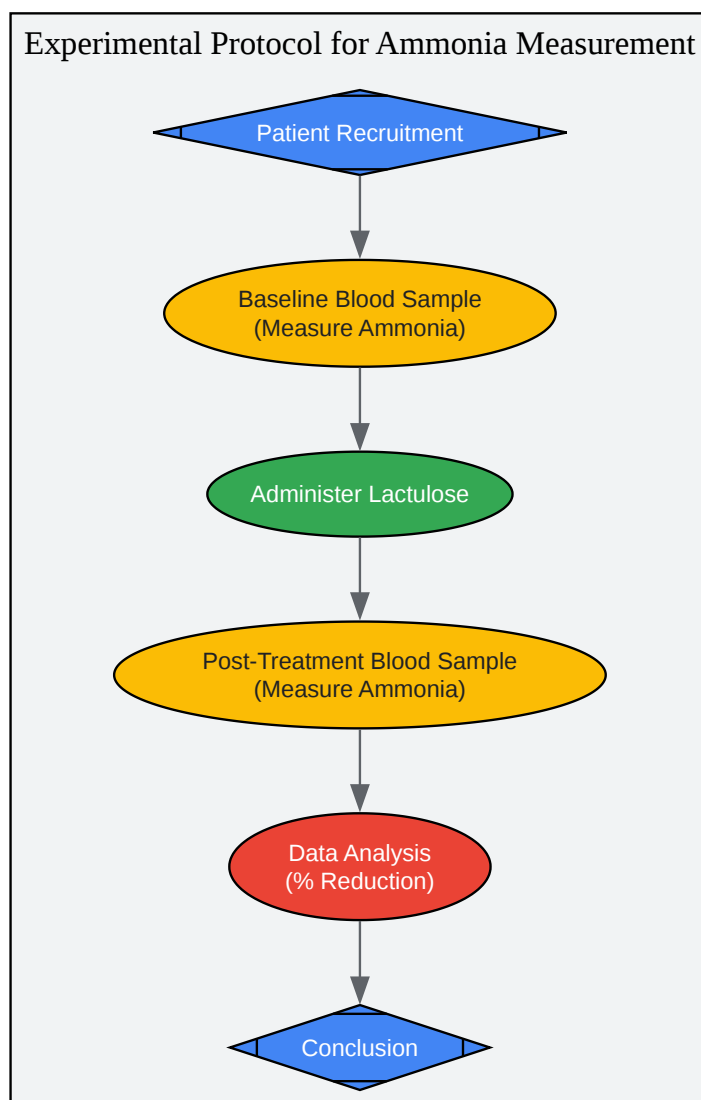 Experimental Protocol for Ammonia Measurement
Patient Recruitment
Baseline Blood Sample
(Measure Ammonia)
Administer Lactulose
Post-Treatment Blood Sample
(Measure Ammonia)
Data Analysis
(% Reduction)
Conclusion